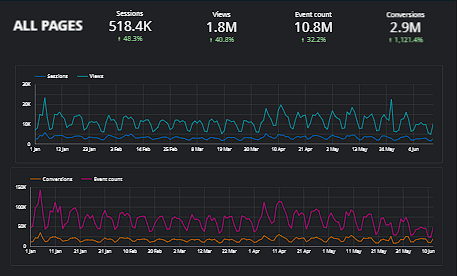 ALL PAGES
Sessions
518.4K
↑ 48.3%
Views
1.8M
↑ 40.8%
Event count
10.8M
↑ 32.2%
Conversions
2.9M
↑ 1,121.4%
Sessions Views
30K
20K
10K
0
1 Jan 12 Jan 23 Jan 3 Feb 14 Feb 25 Feb 8 Mar 19 Mar 30 Mar 10 Apr 21 Apr 2 May 13 May 24 May 4 Jun
Conversions Event count
150K
100K
50K
0
1 Jan 11 Jan 21 Jan 31 Jan 10 Feb 20 Feb 2 Mar 12 Mar 22 Mar 1 Apr 11 Apr 21 Apr 1 May 11 May 21 May 31 May 10 Jun